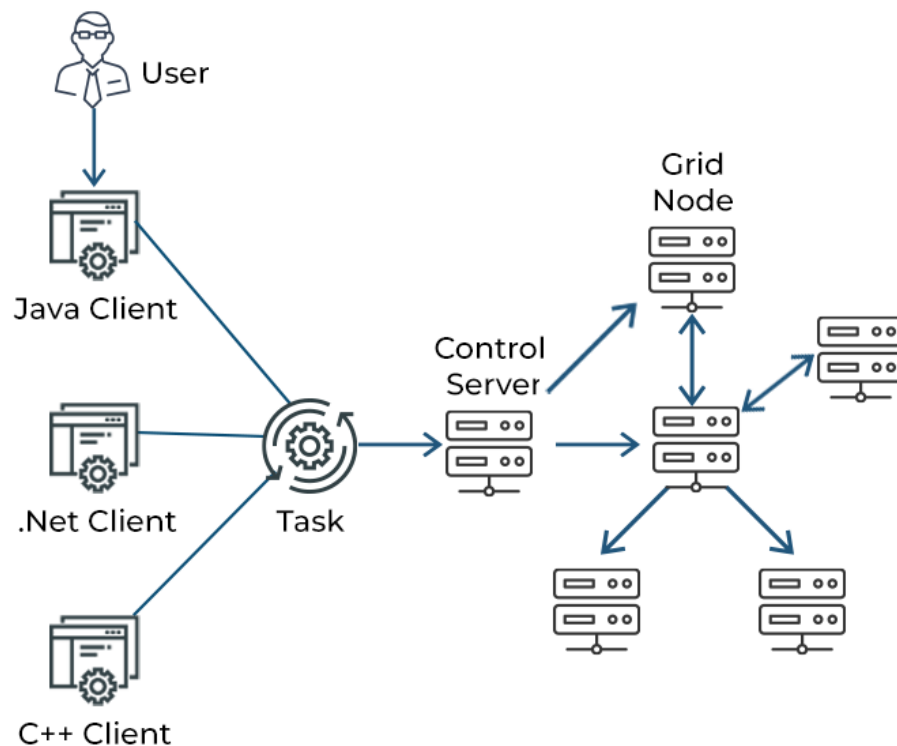 User
Java Client
.Net Client
C++ Client
Task
Control
Server
Grid
Node